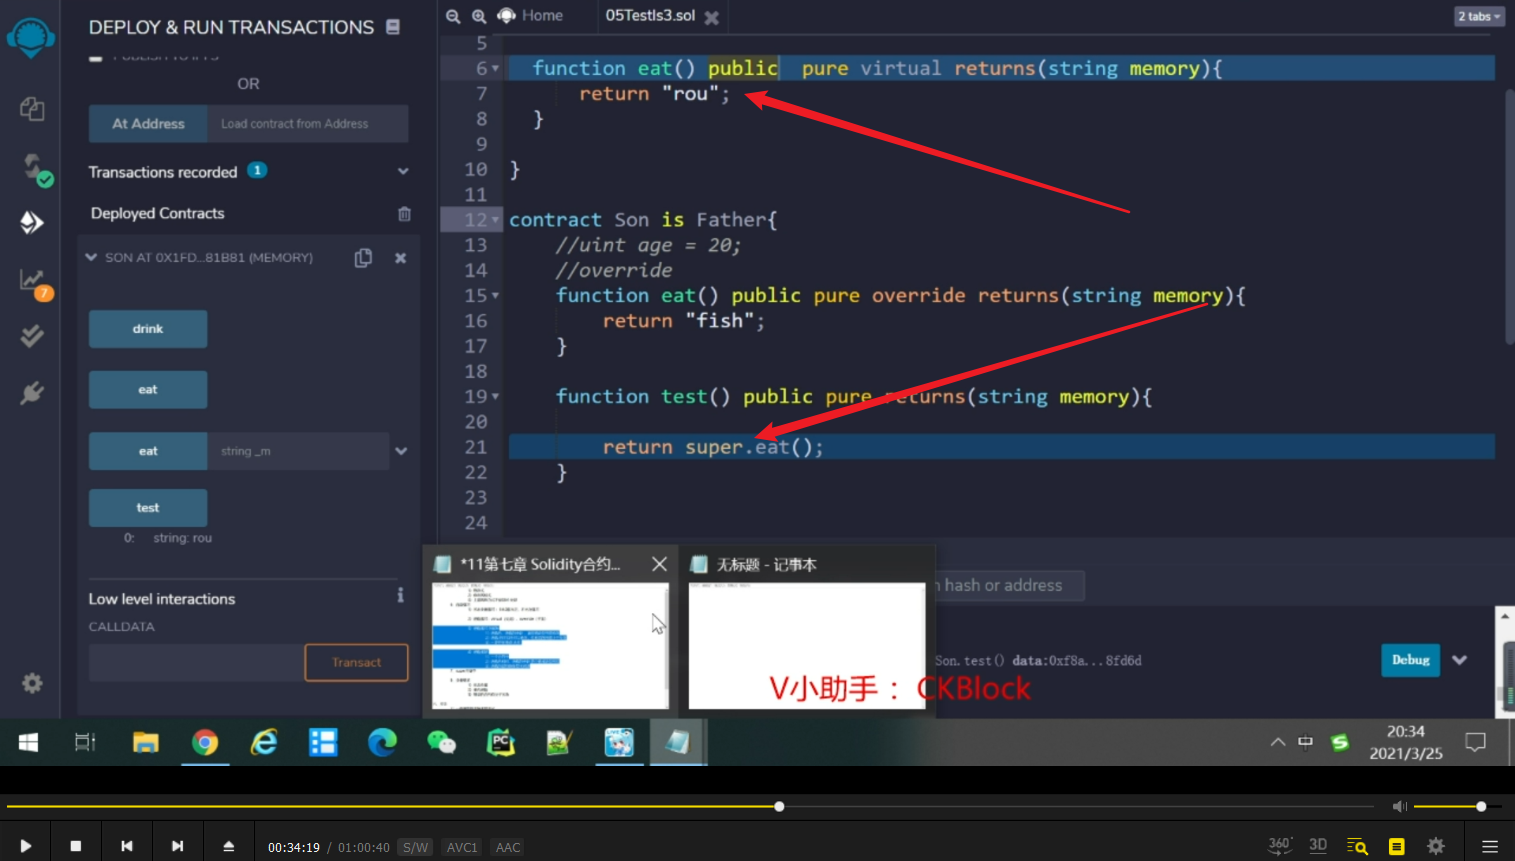 DEPLOY & RUN TRANSACTIONS
OR
At Address
Load contract from Address
Transactions recorded 1
Deployed Contracts
SON AT 0X1FD...81B81 (MEMORY)
7
drink
eat
eat
string _m
test
0: string: rou
Low level interactions
CALLDATA
Transact
Home
05TestIs3.sol
2 tabs
5
6 function eat() public pure virtual returns(string memory){
7 return "rou";
8 }
9
10 }
11
12 contract Son is Father{
13 //uint age = 20;
14 //override
15 function eat() public pure override returns(string memory){
16 return "fish";
17 }
18
19 function test() public pure returns(string memory){
20
21 return super.eat();
22 }
23
24
*11第七章 Solidity合约...
无标题 - 记事本
hash or address
Son.test() data:0xf8a...8fd6d
Debug
V小助手： CKBlock
中
20:34
2021/3/25
00:34:19 / 01:00:40 S/W AVC1 AAC
360°
3D